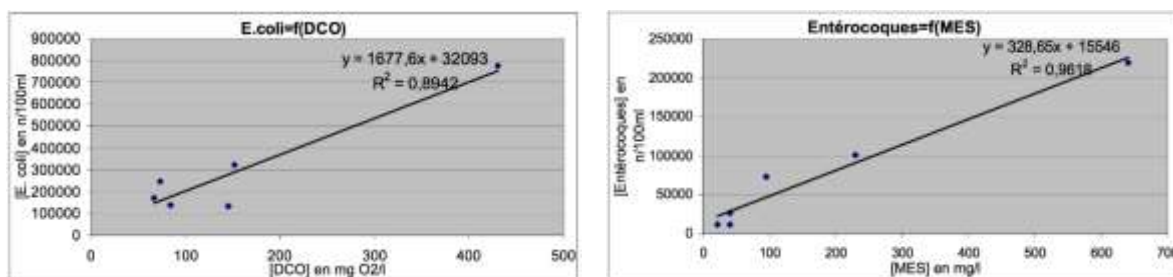 E.coli=f(DCO)
y = 1677,6x + 32093
R² = 0,8942
900000
800000
700000
600000
500000
400000
300000
200000
100000
0
[E. coli] en n/100ml
0 100 200 300 400 500
[DCO] en mg O2/l
Entérocoques=f(MES)
y = 328,65x + 15546
R² = 0,9618
250000
200000
150000
100000
50000
0
[Entérocoques] en
n/100ml
0 100 200 300 400 500 600 700
[MES] en mg/l